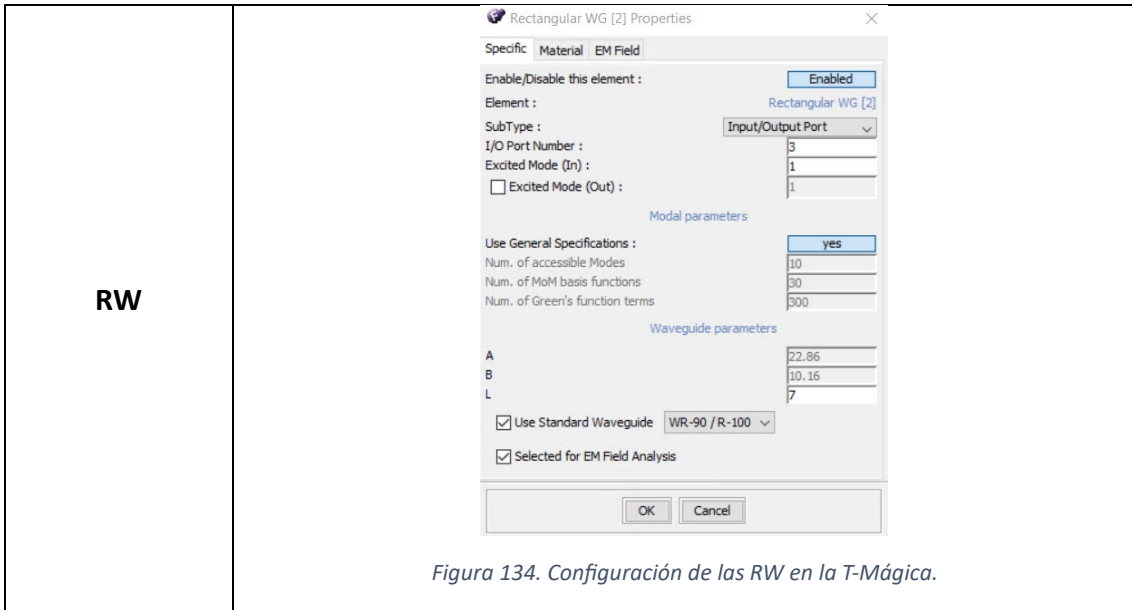 Rectangular WG [2] Properties
Specific Material EM Field
Enable/Disable this element : Enabled
Element : Rectangular WG [2]
SubType : Input/Output Port
I/O Port Number : 3
Excited Mode (In) : 1
Excited Mode (Out) : 1
Modal parameters
Use General Specifications : yes
Num. of accessible Modes 10
Num. of MoM basis functions 30
Num. of Green's function terms 300
RW
Waveguide parameters
A 22.86
B 10.16
L 7
Use Standard Waveguide WR-90 / R-100
Selected for EM Field Analysis
OK Cancel
Figura 134. Configuración de las RW en la T-Mágica.